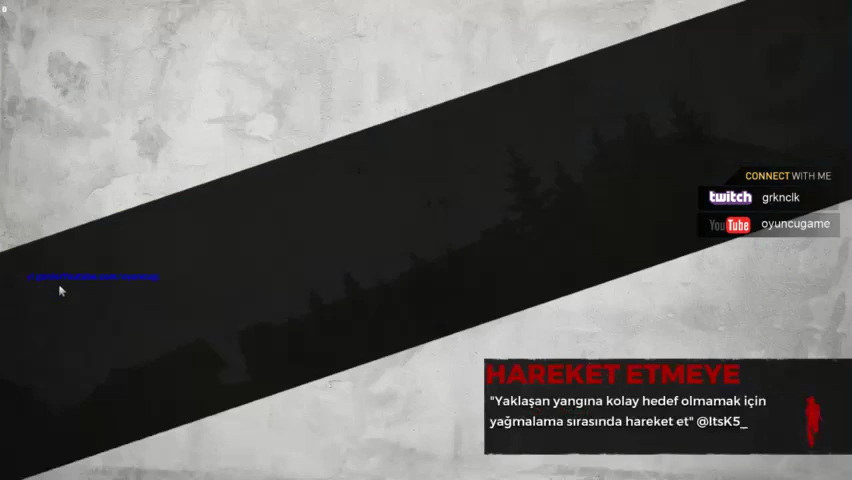 0
CONNECT WITH ME
twitch grknclk
YouTube oyuncugame
HAREKET ETMEYE
"Yaklaşan yangına kolay hedef olmamak için
yağmalama sırasında hareket et" @ItsK5_